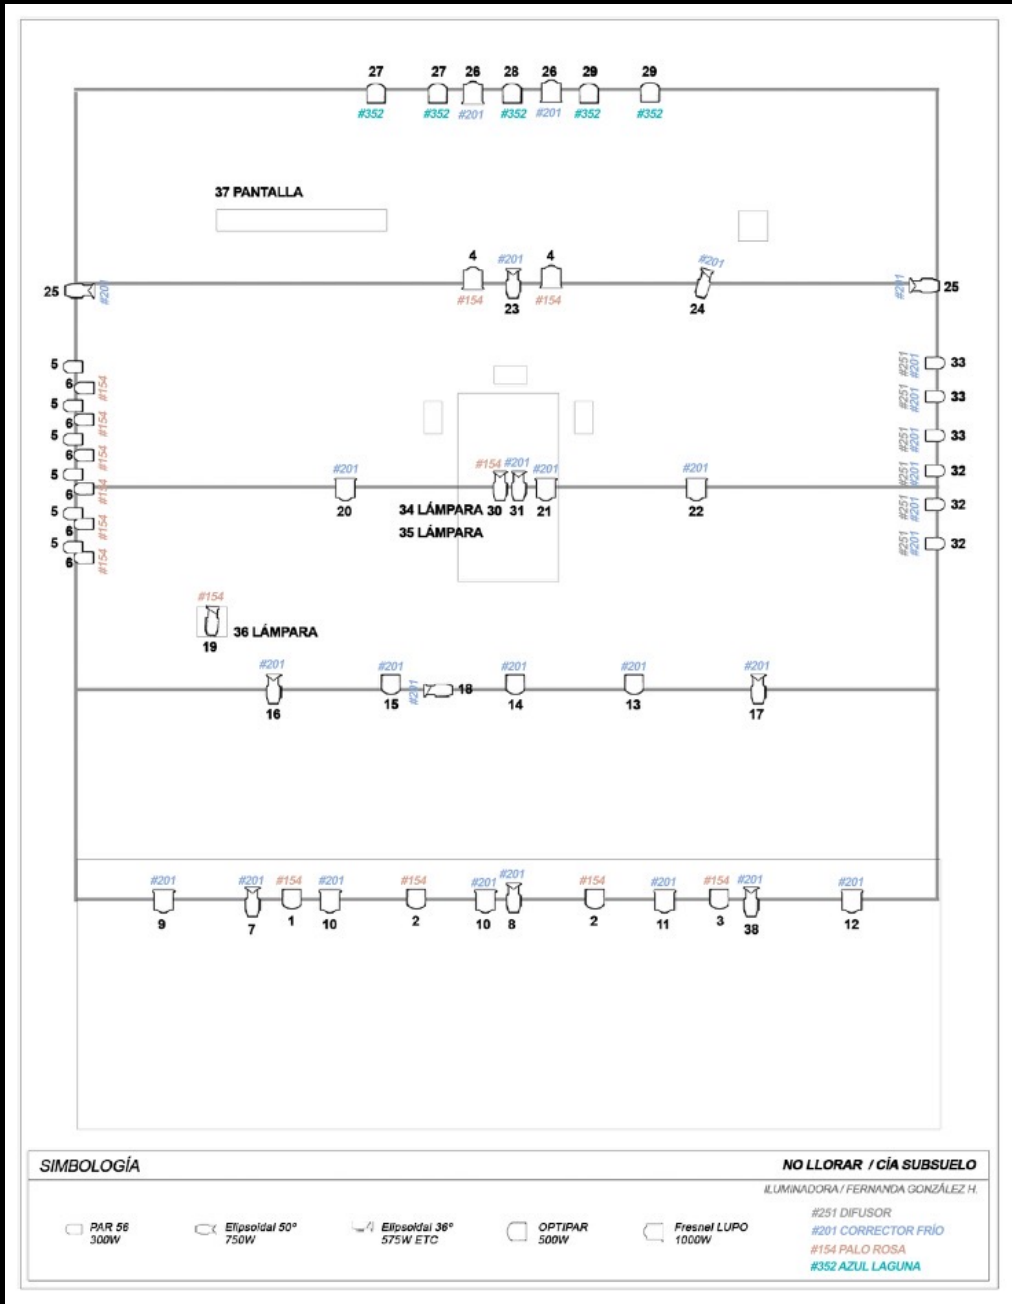 27 27 26 28 26 29 29
#352 #352 #201 #352 #201 #352 #352
37 PANTALLA
4 #201 4 #201
25 #201 #154 23 #154 24 #201 25
5 #251 #201 33
6 #154
5 #251 #201 33
6 #154
5 #251 #201 33
6 #154
5 #251 #201 32
6 #154
5 #251 #201 32
6 #154
5 #251 #201 32
6 #154
#201 #154 #201 #201 #201
20 34 LÁMPARA 30 31 21 22
35 LÁMPARA
#154
19 36 LÁMPARA
#201 #201 #201 #201 #201
16 15 #201 18 14 13 17
#201 #201 #154 #201 #154 #201 #201 #154 #201 #154 #201 #201
9 7 1 10 2 10 8 2 11 3 38 12
SIMBOLOGÍA
NO LLORAR / CÍA SUBSUELO
ILUMINADORA / FERNANDA GONZÁLEZ H.
PAR 56
300W
Elipsoidal 50º
750W
Elipsoidal 36º
575W ETC
OPTIPAR
500W
Fresnel LUPO
1000W
#251 DIFUSOR
#201 CORRECTOR FRÍO
#154 PALO ROSA
#352 AZUL LAGUNA